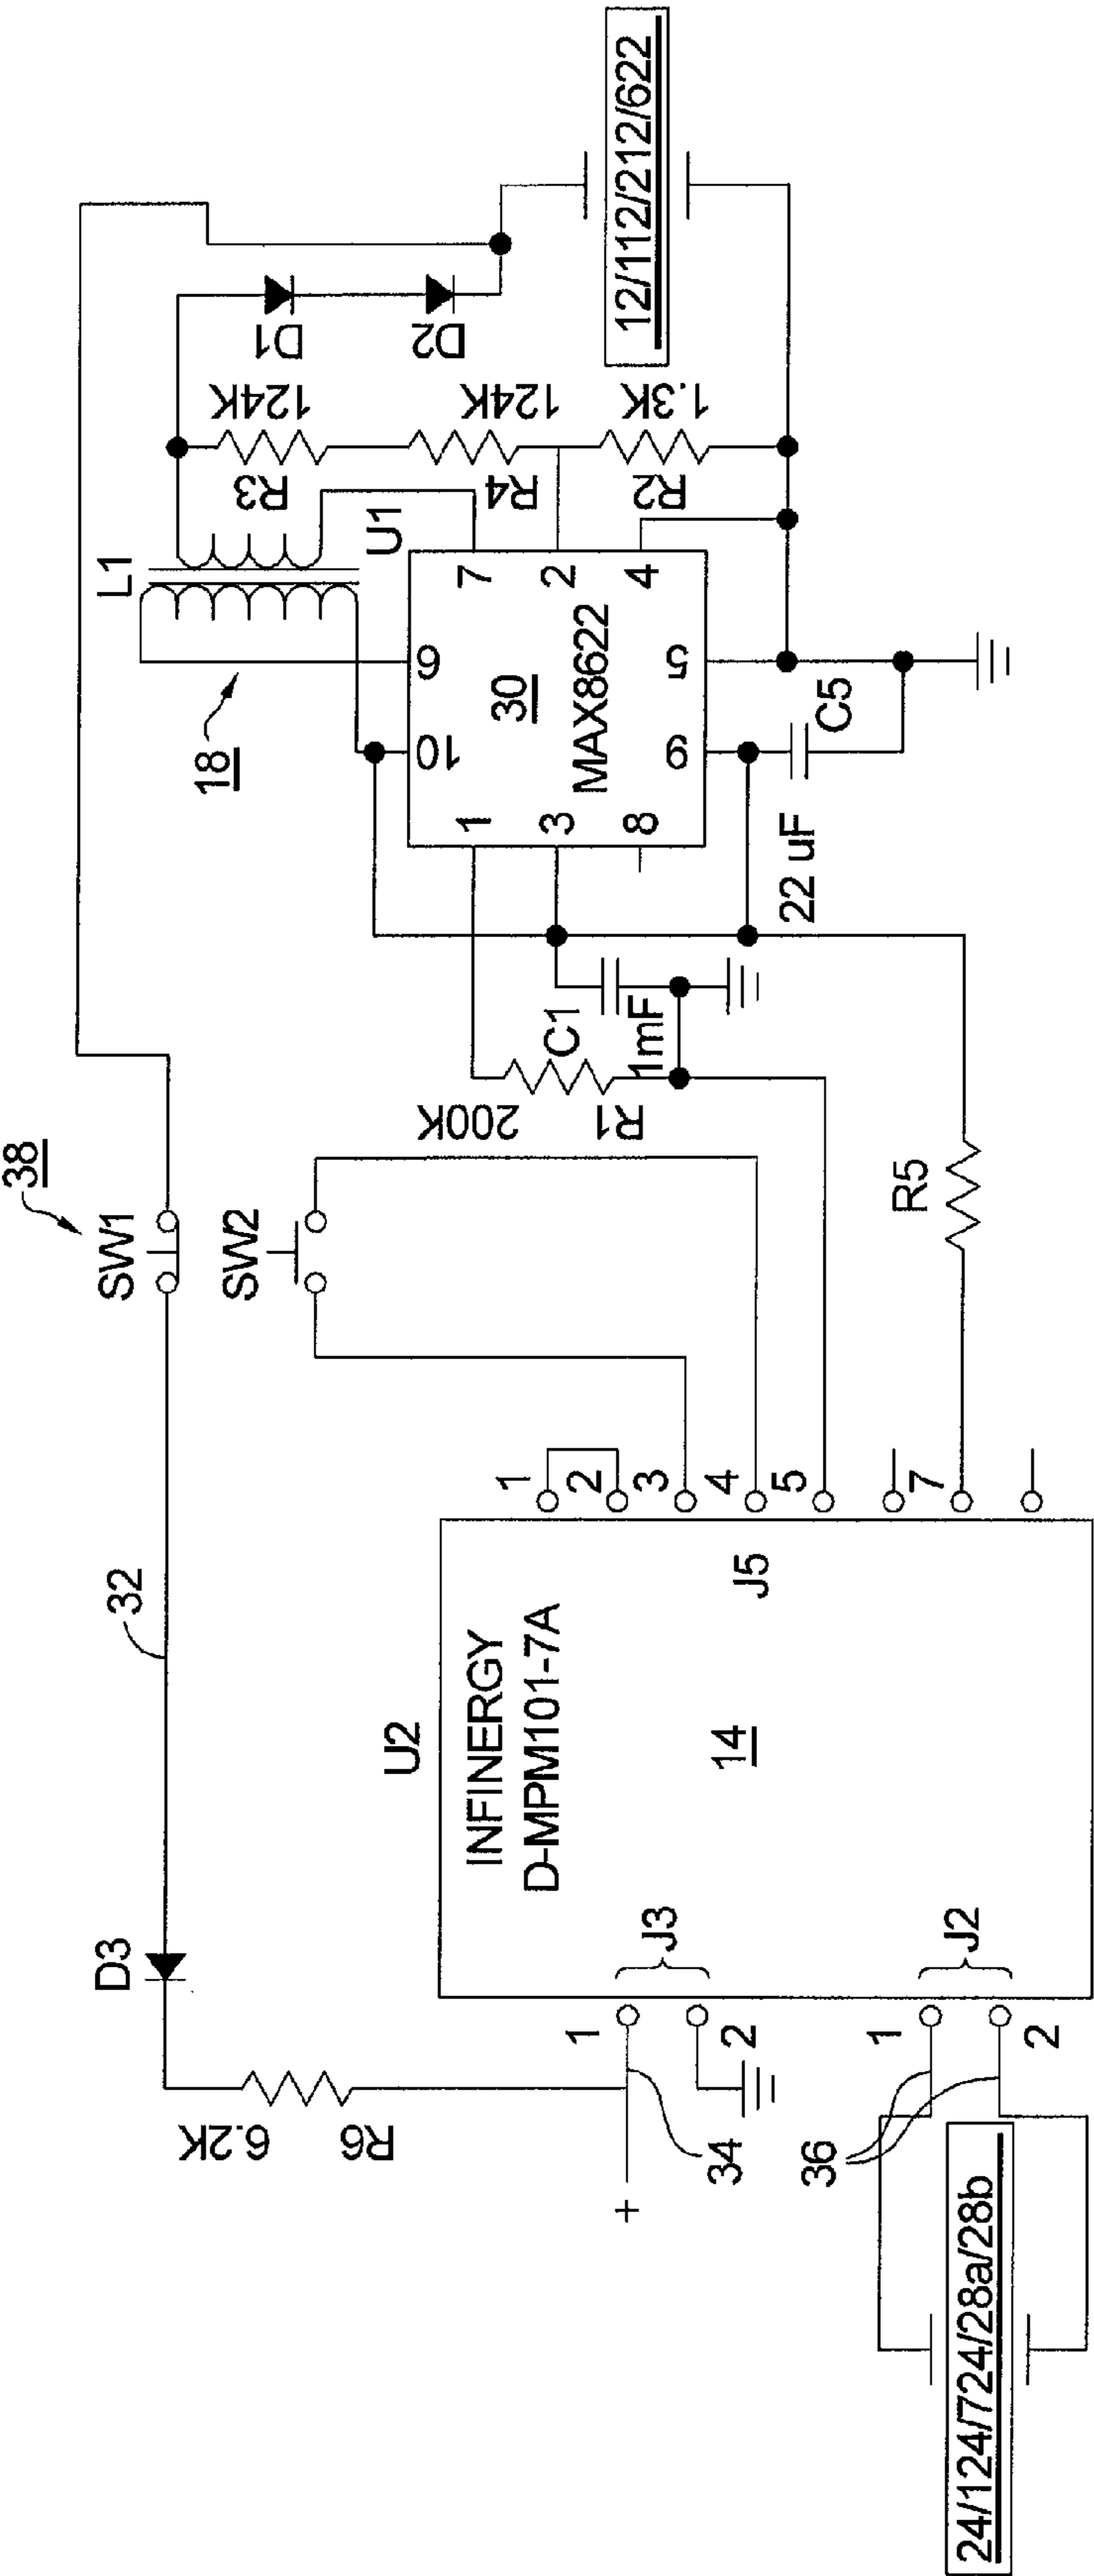 38
SW1
SW2
32
D3
6.2K
R6
+
34
36
U2
INFINERGY
D-MPM101-7A
14
J3
1
2
J2
1
2
J5
1
2
3
4
5
7
24/124/724/28a/28b
200K
R1
C1
1mF
R5
18
L1
U1
10
6
1
7
3
2
8
4
9
5
30
MAX8622
22 uF
C5
R3
124K
R4
124K
R2
1.3K
D1
D2
12/112/212/622